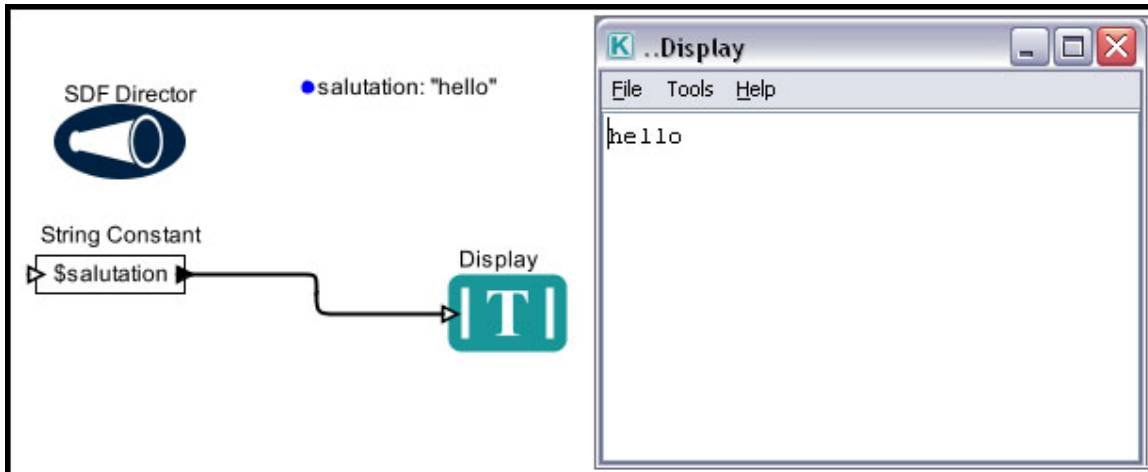 SDF Director
salutation: "hello"
String Constant
$salutation
Display
T
K ..Display
File Tools Help
hello